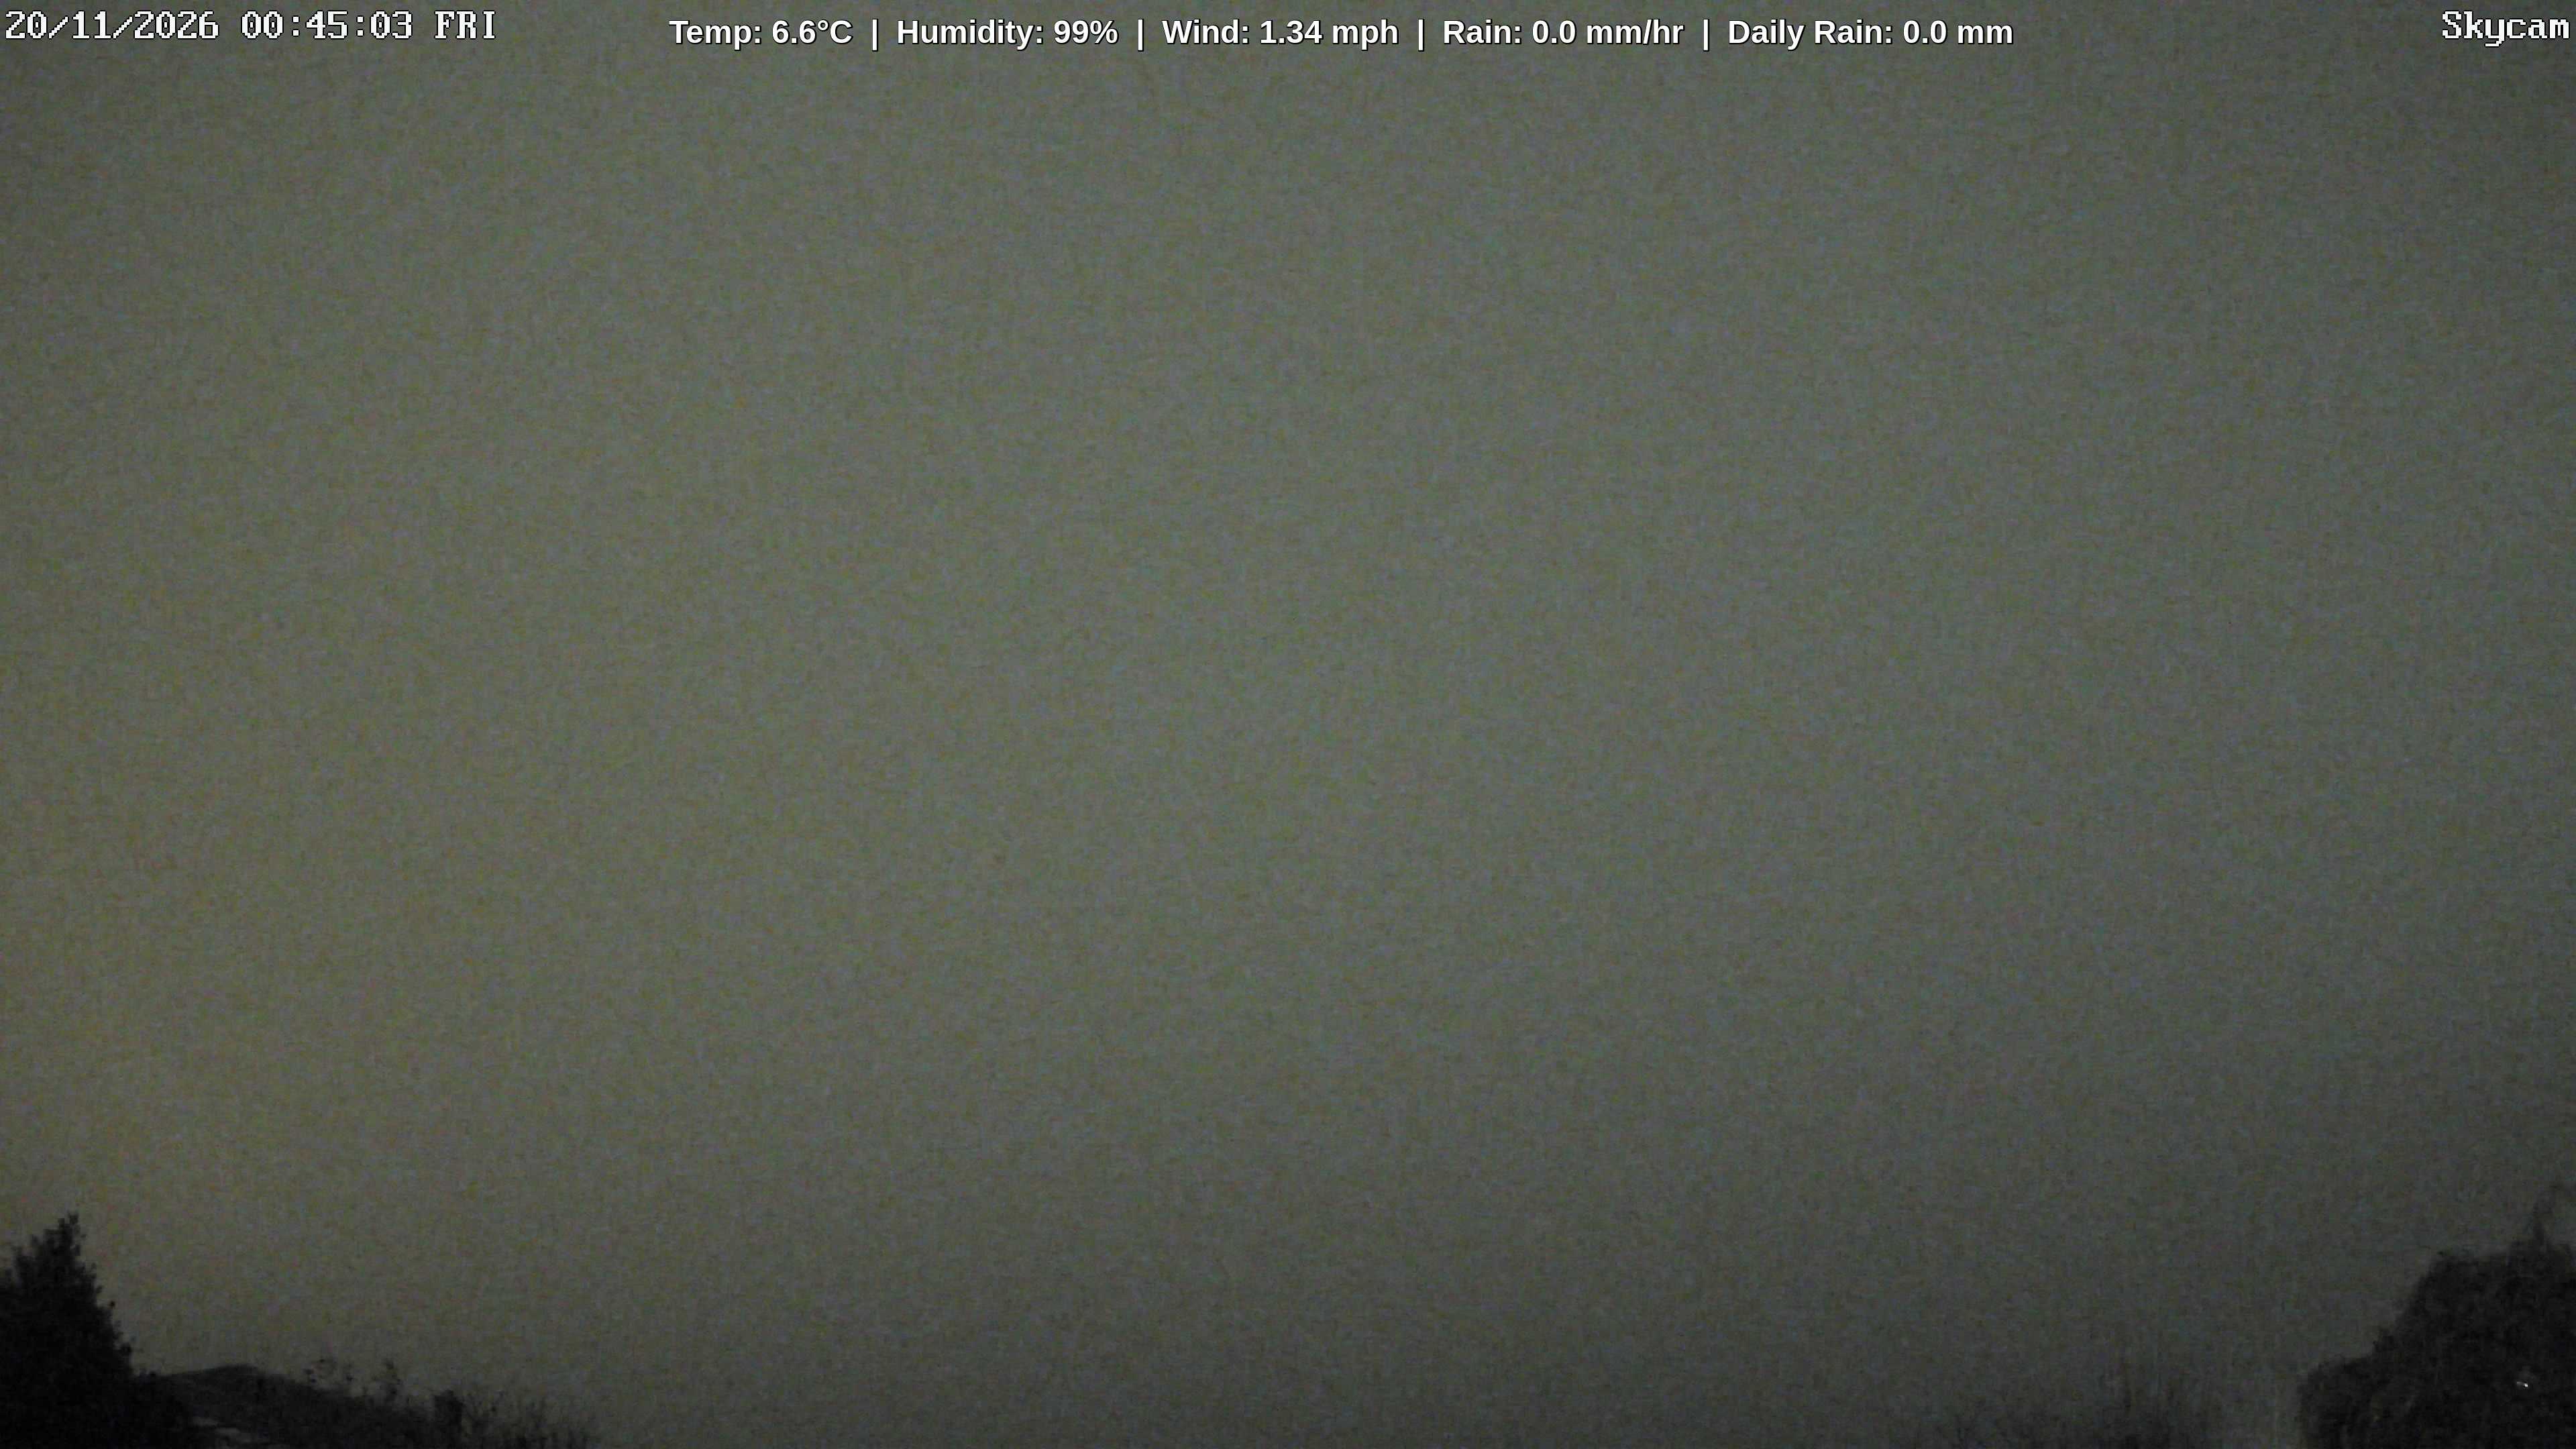 20/11/2026 00:45:03 FRI
Temp: 6.6°C | Humidity: 99% | Wind: 1.34 mph | Rain: 0.0 mm/hr | Daily Rain: 0.0 mm
Skycam